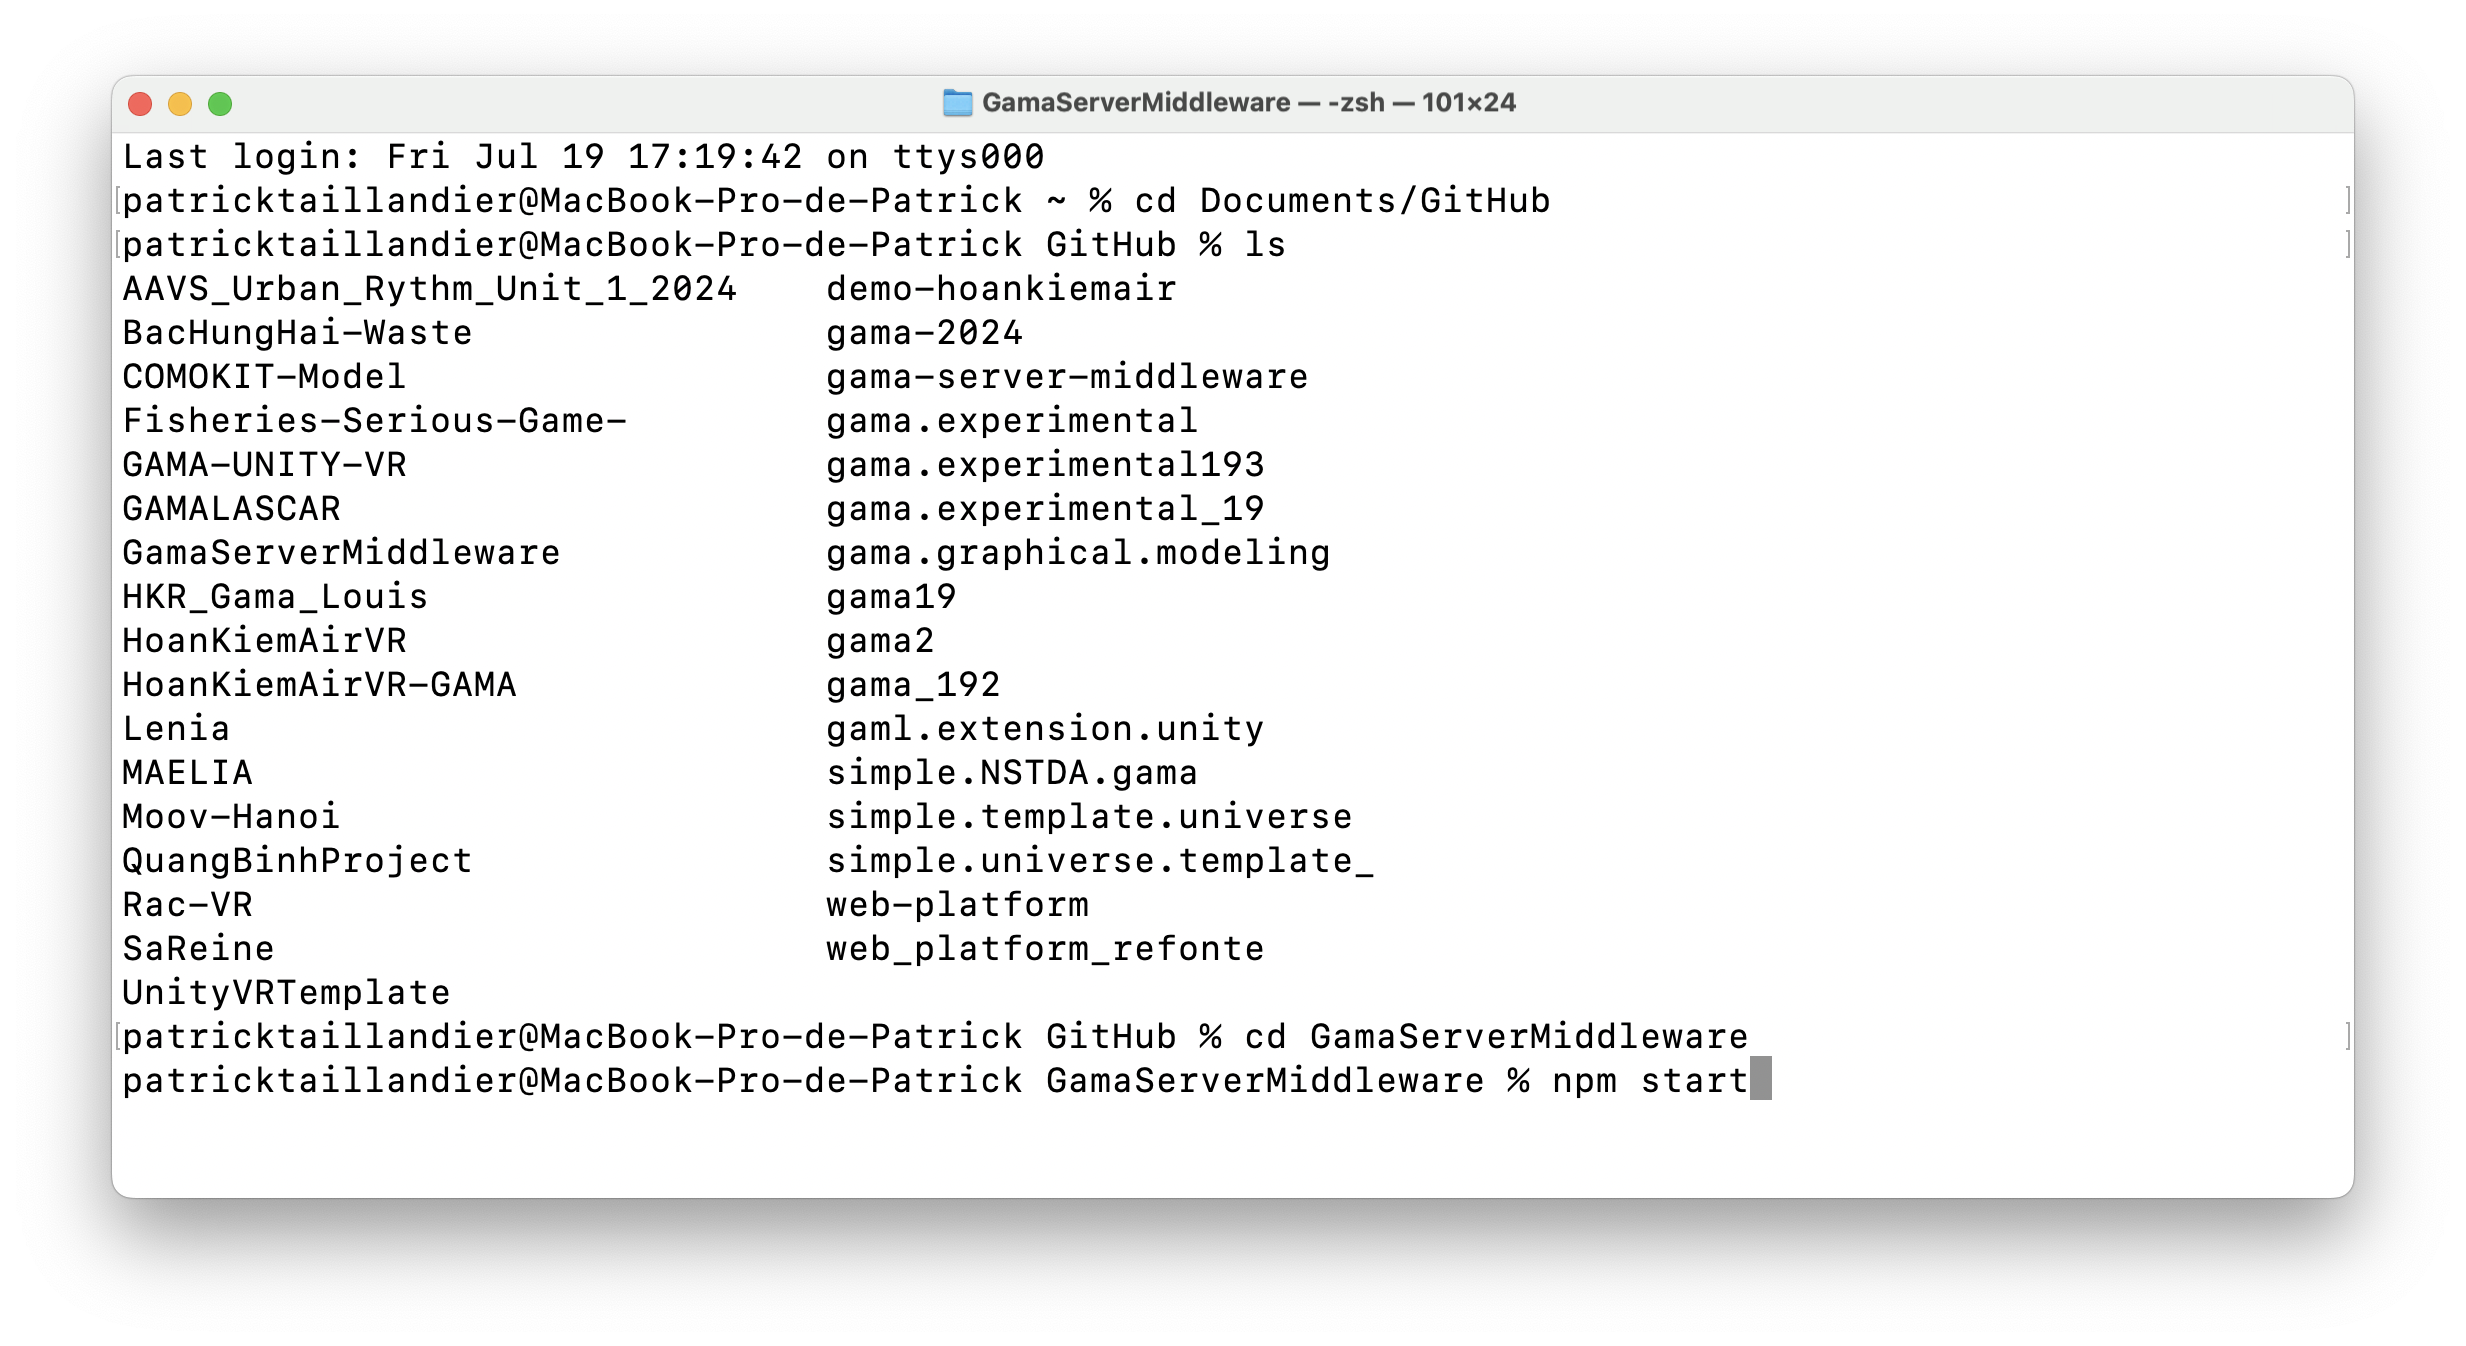 GamaServerMiddleware — -zsh — 101×24
Last login: Fri Jul 19 17:19:42 on ttys000
[patricktaillandier@MacBook-Pro-de-Patrick ~ % cd Documents/GitHub ]
[patricktaillandier@MacBook-Pro-de-Patrick GitHub % ls ]
AAVS_Urban_Rythm_Unit_1_2024    demo-hoankiemair
BacHungHai-Waste                gama-2024
COMOKIT-Model                   gama-server-middleware
Fisheries-Serious-Game-         gama.experimental
GAMA-UNITY-VR                   gama.experimental193
GAMALASCAR                      gama.experimental_19
GamaServerMiddleware            gama.graphical.modeling
HKR_Gama_Louis                  gama19
HoanKiemAirVR                   gama2
HoanKiemAirVR-GAMA              gama_192
Lenia                           gaml.extension.unity
MAELIA                          simple.NSTDA.gama
Moov-Hanoi                      simple.template.universe
QuangBinhProject                simple.universe.template_
Rac-VR                          web-platform
SaReine                         web_platform_refonte
UnityVRTemplate
[patricktaillandier@MacBook-Pro-de-Patrick GitHub % cd GamaServerMiddleware ]
patricktaillandier@MacBook-Pro-de-Patrick GamaServerMiddleware % npm start